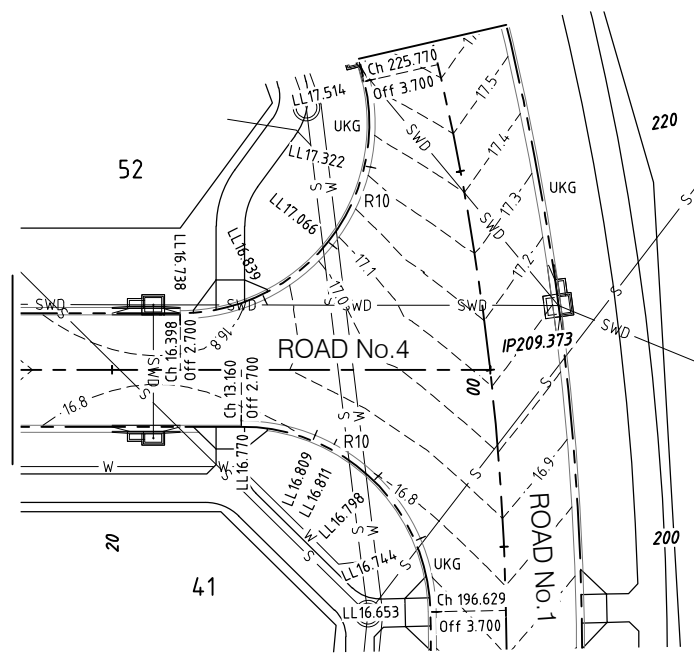 17.
Ch 225.770
Off 3.700
LL17.514
17.5
UKG
SWD
17.4
220
52
LL17.322
W
S
17.3
UKG
R10
SWD
S
LL17.066
17.2
LL16.738
LL16.839
17.1
17.0
S
SWD
S
SWD
SWD
SWD
Ch 16.398
Off 2.700
16.8
IP209.373
SWD
ROAD No.4
SWD
00
S
S
Ch 13.160
Off 2.700
16.8
W
S
R10
S
16.9
W
W
LL16.770
S
LL16.809
LL16.811
16.8
LL16.798
ROAD No.1
W
S
W
S
20
200
LL16.744
UKG
S
41
Ch 196.629
Off 3.700
LL16.653